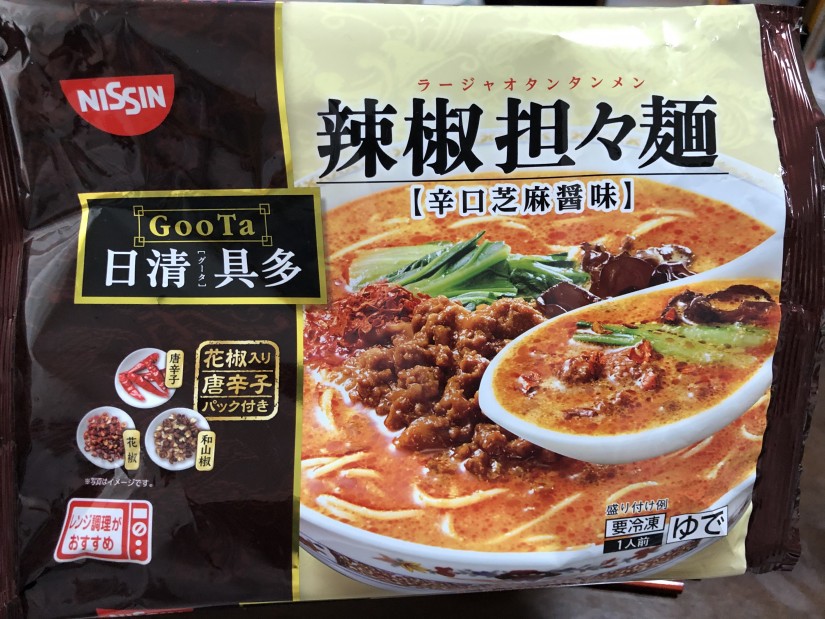 NISSIN
ラージャオタンタンメン
辣椒担々麺
【辛口芝麻醤味】
GooTa
日清[グータ]具多
花椒入り
唐辛子
パック付き
唐辛子
花椒
和山椒
※写真はイメージです。
レンジ調理が
おすすめ
盛り付け例
要冷凍
1人前
ゆで
NISSIN